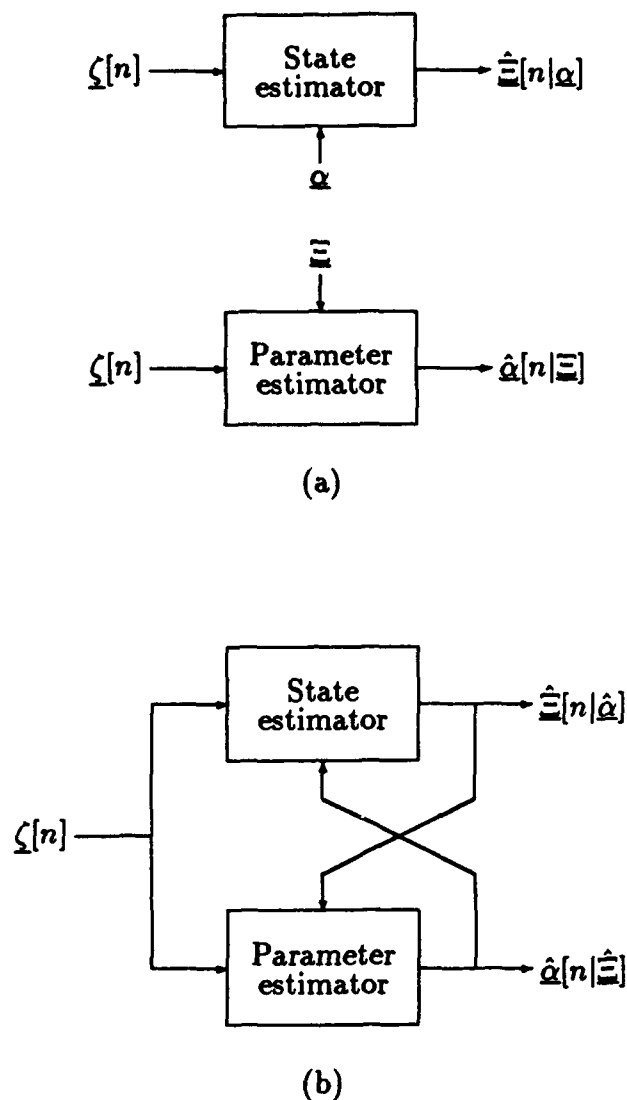 ζ[n]
State
estimator
Ξ̂[n|α]
α
Ξ
ζ[n]
Parameter
estimator
α̂[n|Ξ]
(a)
State
estimator
Ξ̂[n|α̂]
ζ[n]
Parameter
estimator
α̂[n|Ξ̂]
(b)